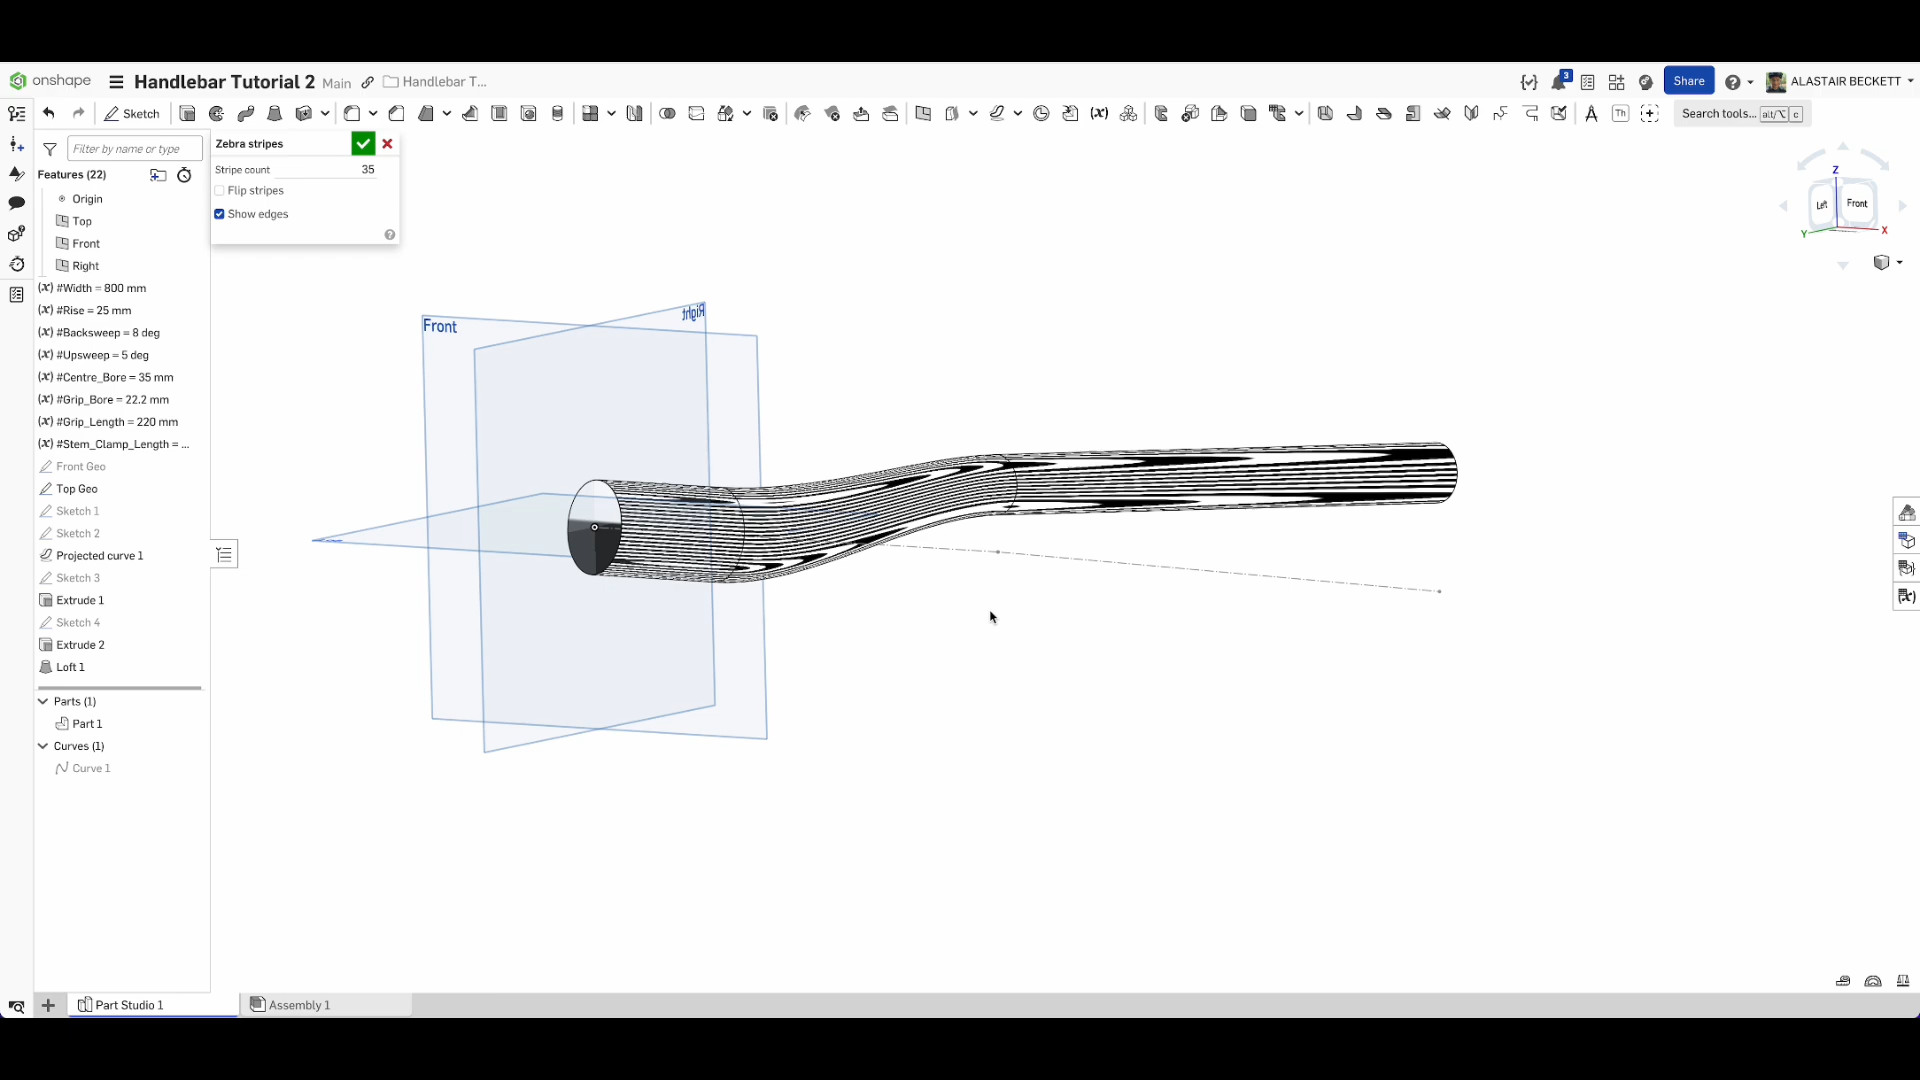 onshape Handlebar Tutorial 2 Main Handlebar T...
3 Share ALASTAIR BECKETT
Sketch
(x) Th Search tools... alt/⌥ c
Filter by name or type
Features (22)
Origin
Top
Front
Right
(x) #Width = 800 mm
(x) #Rise = 25 mm
(x) #Backsweep = 8 deg
(x) #Upsweep = 5 deg
(x) #Centre_Bore = 35 mm
(x) #Grip_Bore = 22.2 mm
(x) #Grip_Length = 220 mm
(x) #Stem_Clamp_Length = ...
Front Geo
Top Geo
Sketch 1
Sketch 2
Projected curve 1
Sketch 3
Extrude 1
Sketch 4
Extrude 2
Loft 1
Parts (1)
Part 1
Curves (1)
Curve 1
Zebra stripes
Stripe count 35
Flip stripes
Show edges
Front
Right
Z
Left Front
Y X
(x)
Part Studio 1
Assembly 1